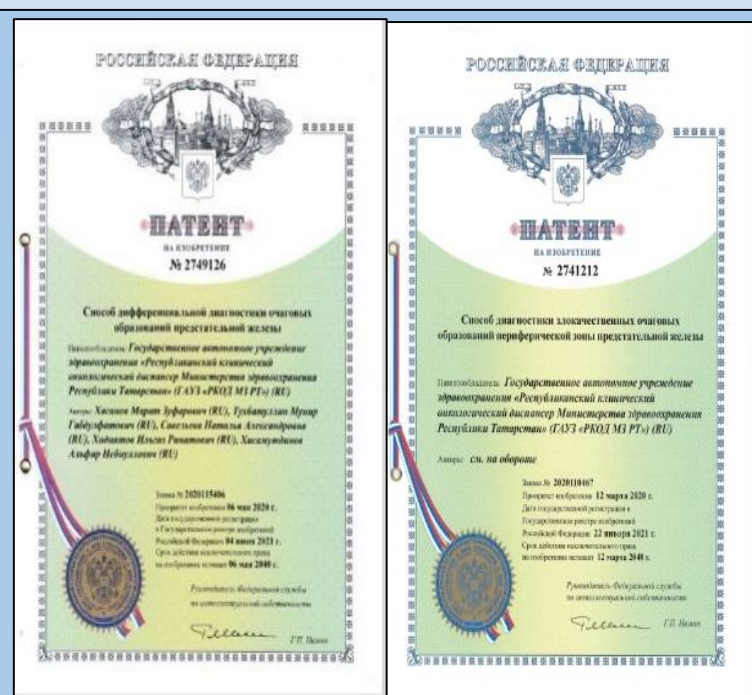 РОССИЙСКАЯ ФЕДЕРАЦИЯ
ПАТЕНТ
НА ИЗОБРЕТЕНИЕ
№ 2749126
Способ дифференциальной диагностики очаговых
образований предстательной железы
Патентообладатель: Государственное автономное учреждение
здравоохранения «Республиканский клинический
онкологический диспансер Министерства здравоохранения
Республики Татарстан» (ГАУЗ «РКОД МЗ РТ») (RU)
Авторы: Хасанов Марат Зуфарович (RU), Тухбатуллин Мунир
Габдулфатович (RU), Савельева Наталья Александровна
(RU), Ходиятов Ильгиз Ринатович (RU), Хисамутдинов
Альфир Небиуллович (RU)
Заявка № 2020115406
Приоритет изобретения 06 мая 2020 г.
Дата государственной регистрации
в Государственном реестре изобретений
Российской Федерации 04 июня 2021 г.
Срок действия исключительного права
на изобретение истекает 06 мая 2040 г.
Руководитель Федеральной службы
по интеллектуальной собственности
Г.П. Ивлиев
РОССИЙСКАЯ ФЕДЕРАЦИЯ
ПАТЕНТ
НА ИЗОБРЕТЕНИЕ
№ 2741212
Способ диагностики злокачественных очаговых
образований периферической зоны предстательной железы
Патентообладатель: Государственное автономное учреждение
здравоохранения «Республиканский клинический
онкологический диспансер Министерства здравоохранения
Республики Татарстан» (ГАУЗ «РКОД МЗ РТ») (RU)
Авторы: см. на обороте
Заявка № 2020110467
Приоритет изобретения 12 марта 2020 г.
Дата государственной регистрации в
Государственном реестре изобретений
Российской Федерации 22 января 2021 г.
Срок действия исключительного права
на изобретение истекает 12 марта 2040 г.
Руководитель Федеральной службы
по интеллектуальной собственности
Г.П. Ивлиев